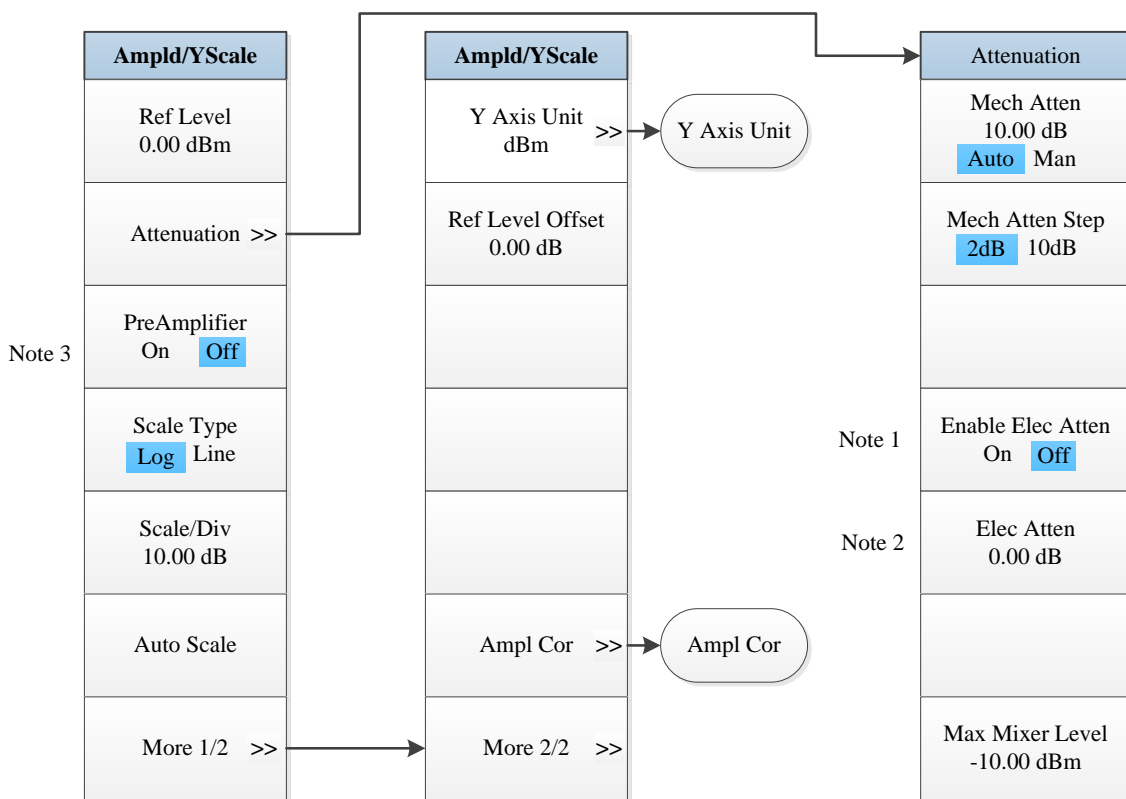 Ampld/YScale
Ref Level
0.00 dBm
Attenuation >>
Note 3
PreAmplifier
On Off
Scale Type
Log Line
Scale/Div
10.00 dB
Auto Scale
More 1/2 >>
Ampld/YScale
Y Axis Unit
dBm
>>
Y Axis Unit
Ref Level Offset
0.00 dB
Ampl Cor >>
Ampl Cor
More 2/2 >>
Attenuation
Mech Atten
10.00 dB
Auto Man
Mech Atten Step
2dB 10dB
Note 1
Enable Elec Atten
On Off
Note 2
Elec Atten
0.00 dB
Max Mixer Level
-10.00 dBm